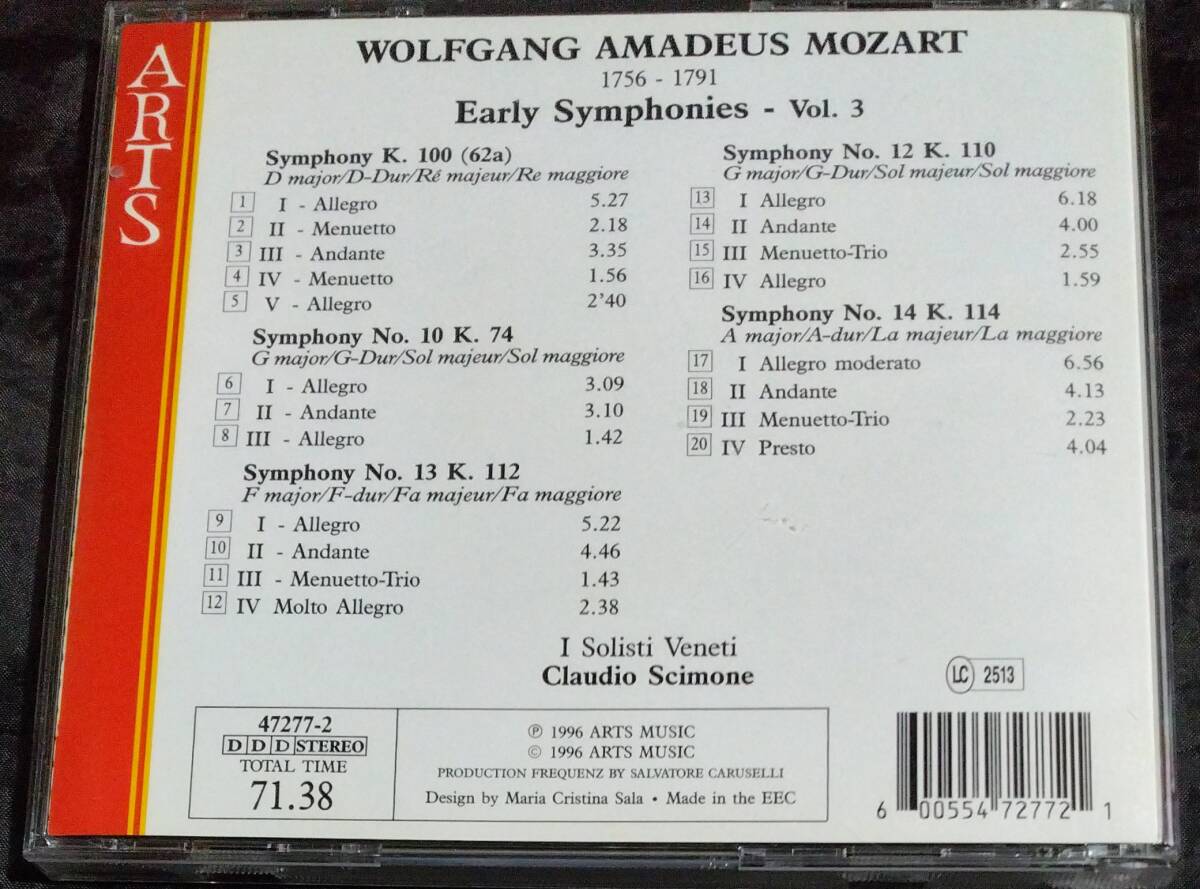 ARTS
WOLFGANG AMADEUS MOZART
1756 - 1791
Early Symphonies - Vol. 3
Symphony K. 100 (62a)
D major/D-Dur/Ré majeur/Re maggiore
1 I - Allegro 5.27
2 II - Menuetto 2.18
3 III - Andante 3.35
4 IV - Menuetto 1.56
5 V - Allegro 2'40
Symphony No. 10 K. 74
G major/G-Dur/Sol majeur/Sol maggiore
6 I - Allegro 3.09
7 II - Andante 3.10
8 III - Allegro 1.42
Symphony No. 13 K. 112
F major/F-dur/Fa majeur/Fa maggiore
9 I - Allegro 5.22
10 II - Andante 4.46
11 III - Menuetto-Trio 1.43
12 IV Molto Allegro 2.38
Symphony No. 12 K. 110
G major/G-Dur/Sol majeur/Sol maggiore
13 I Allegro 6.18
14 II Andante 4.00
15 III Menuetto-Trio 2.55
16 IV Allegro 1.59
Symphony No. 14 K. 114
A major/A-dur/La majeur/La maggiore
17 I Allegro moderato 6.56
18 II Andante 4.13
19 III Menuetto-Trio 2.23
20 IV Presto 4.04
I Solisti Veneti
Claudio Scimone
LC 2513
47277-2
D D D STEREO
TOTAL TIME
71.38
℗ 1996 ARTS MUSIC
© 1996 ARTS MUSIC
PRODUCTION FREQUENZ BY SALVATORE CARUSELLI
Design by Maria Cristina Sala • Made in the EEC
6 00554 72772 1